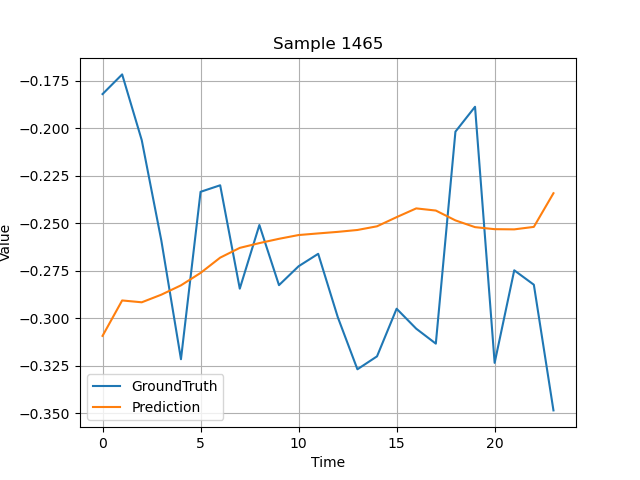 Sample 1465
Value
−0.175
−0.200
−0.225
−0.250
−0.275
−0.300
−0.325
−0.350
GroundTruth
Prediction
0 5 10 15 20
Time